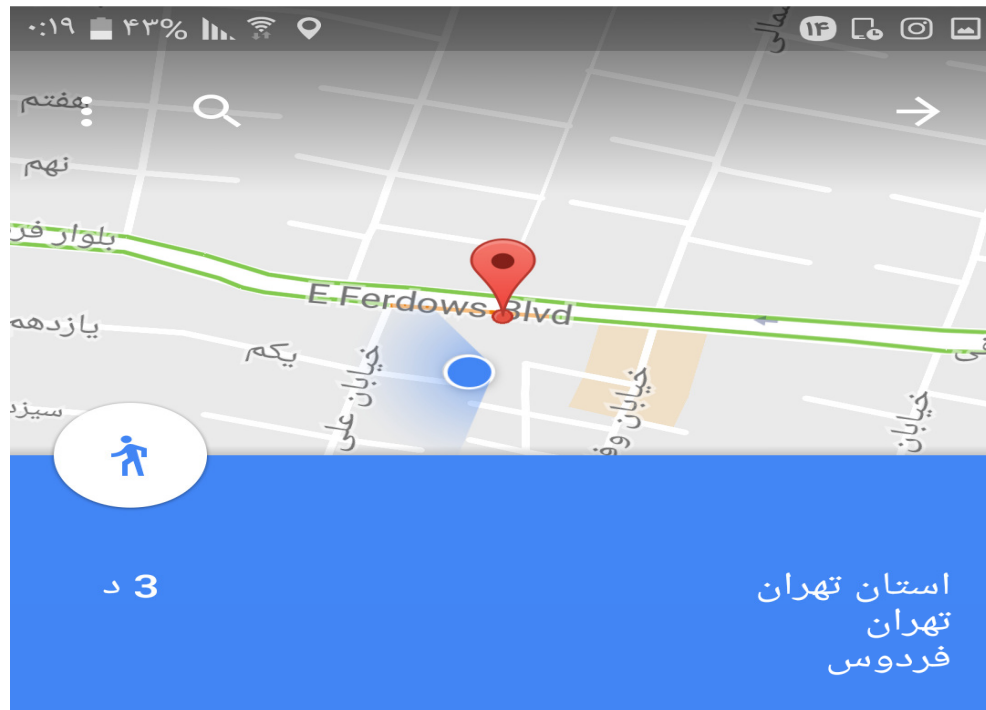 ۰:۱۹ ۴۳% ۱۴
هفتم
نهم
بلوار فر
E Ferdows Blvd
یازدهم
یکم
خیابان علی
خیابان وف
خیابان
3 د
استان تهران
تهران
فردوس